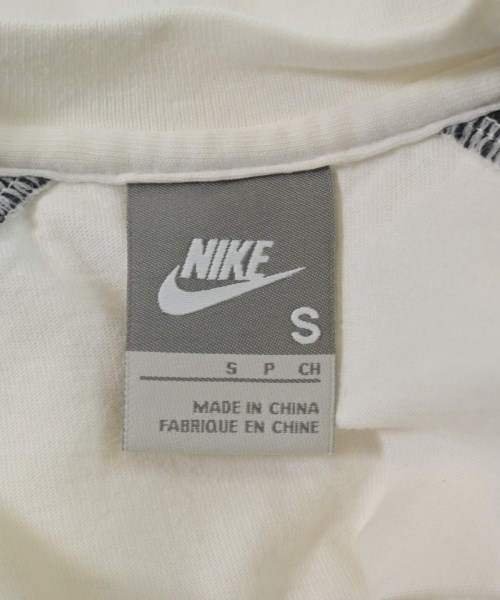 NIKE
S
S P CH
MADE IN CHINA
FABRIQUE EN CHINE